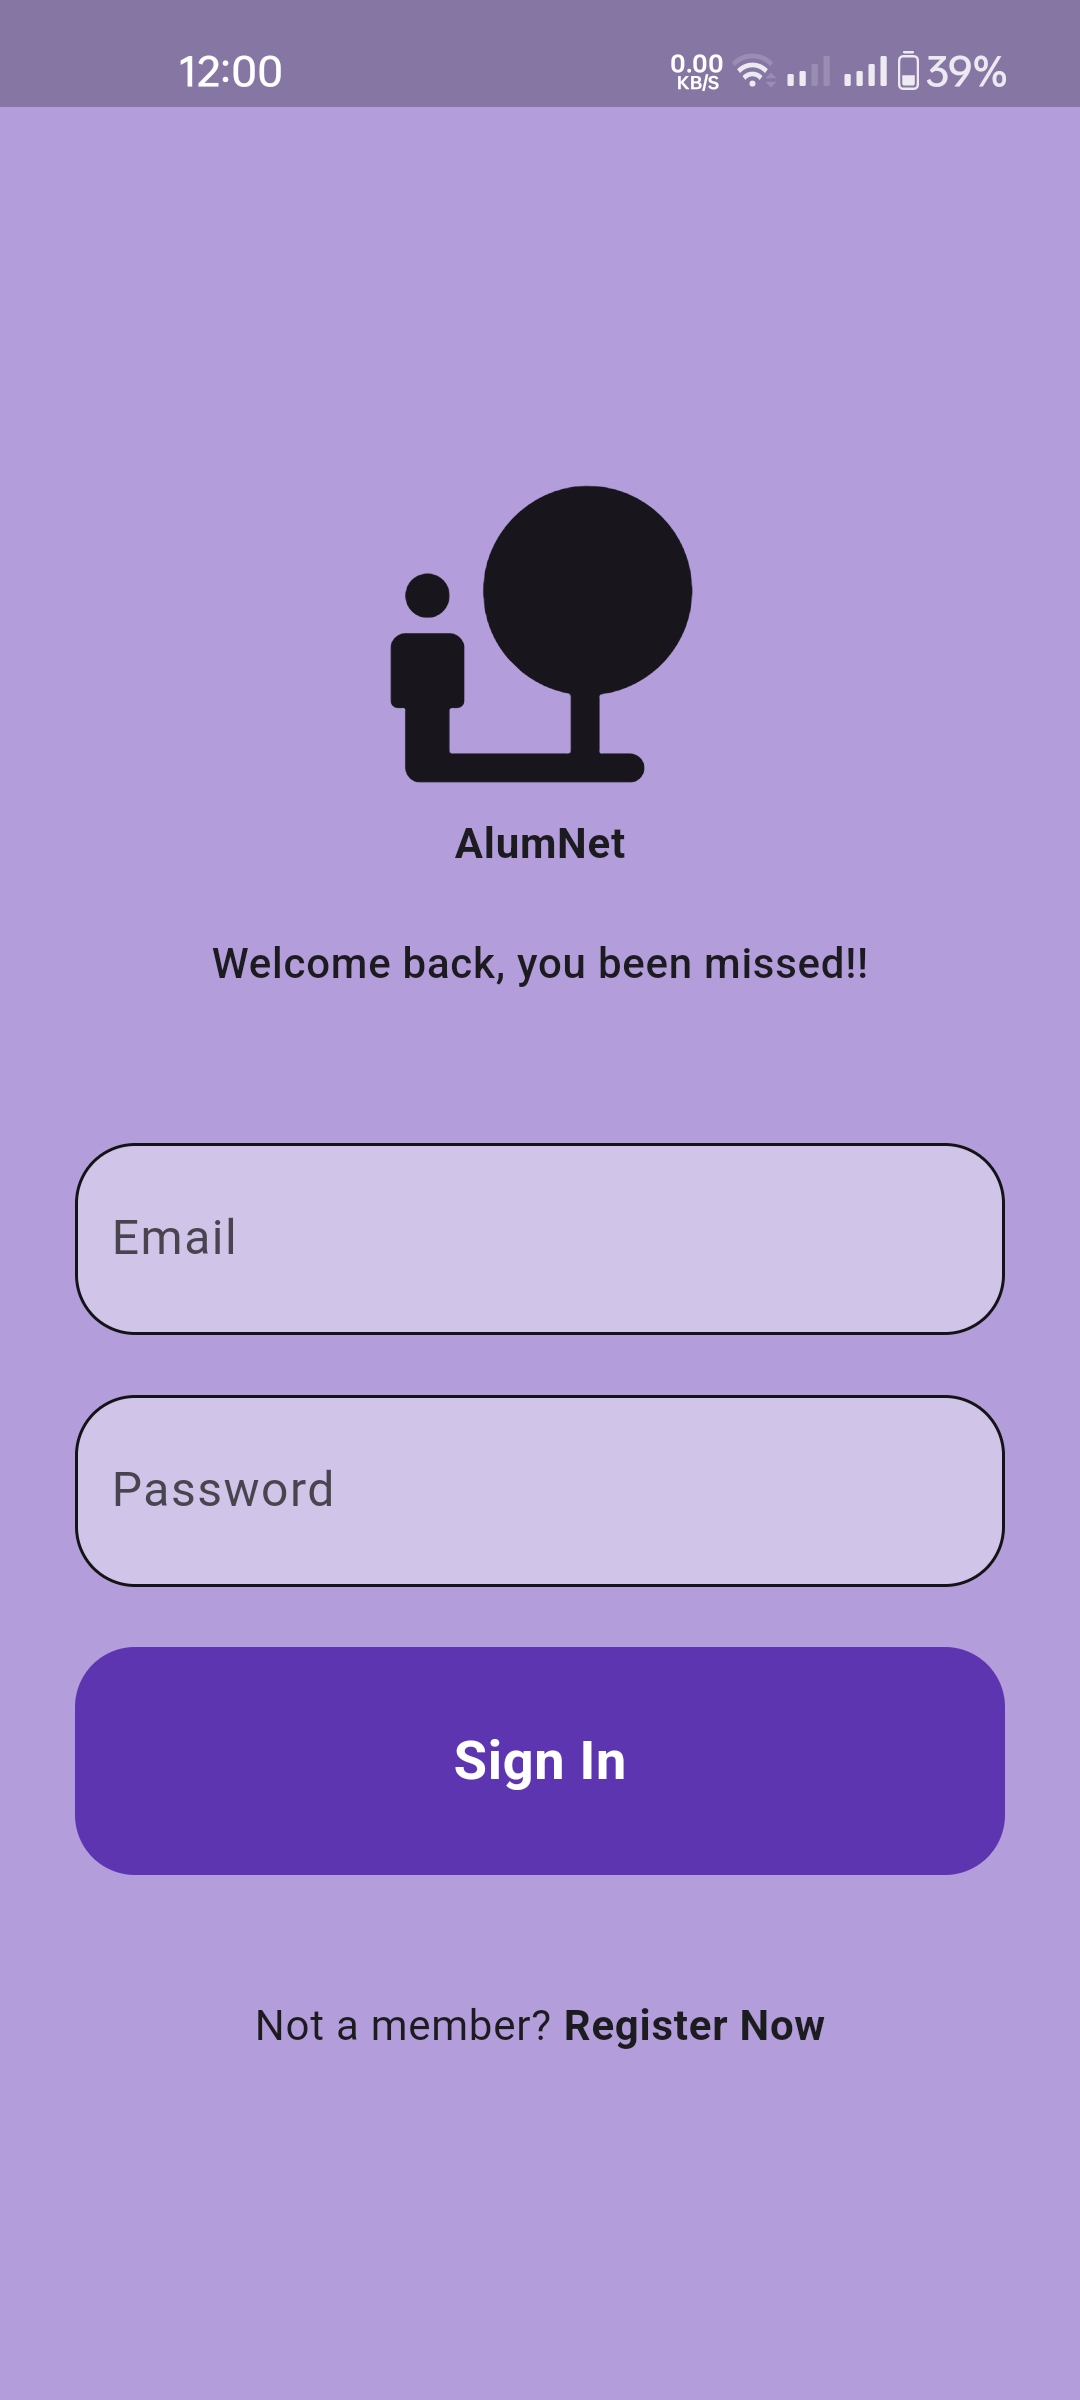 12:00
0.00
KB/S
39%
AlumNet
Welcome back, you been missed!!
Email
Password
Sign In
Not a member? Register Now